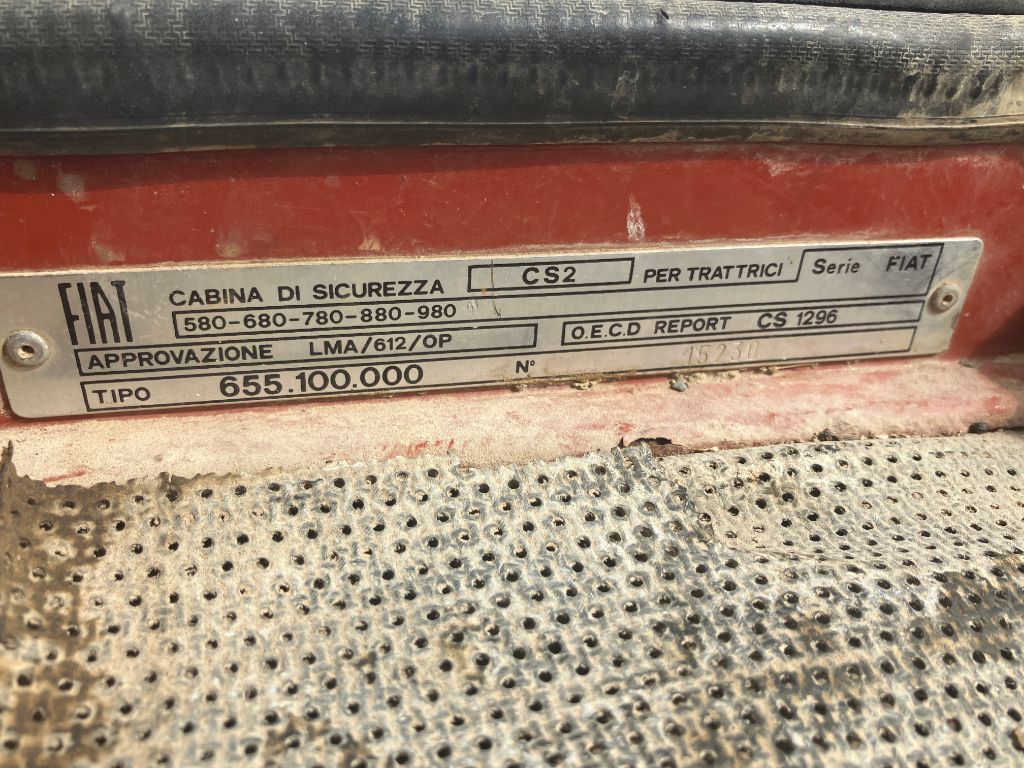 FIAT CABINA DI SICUREZZA CS2 PER TRATTRICI Serie FIAT
580-680-780-880-980
APPROVAZIONE LMA/612/OP O.E.C.D REPORT CS 1296
TIPO 655.100.000 N° 15230